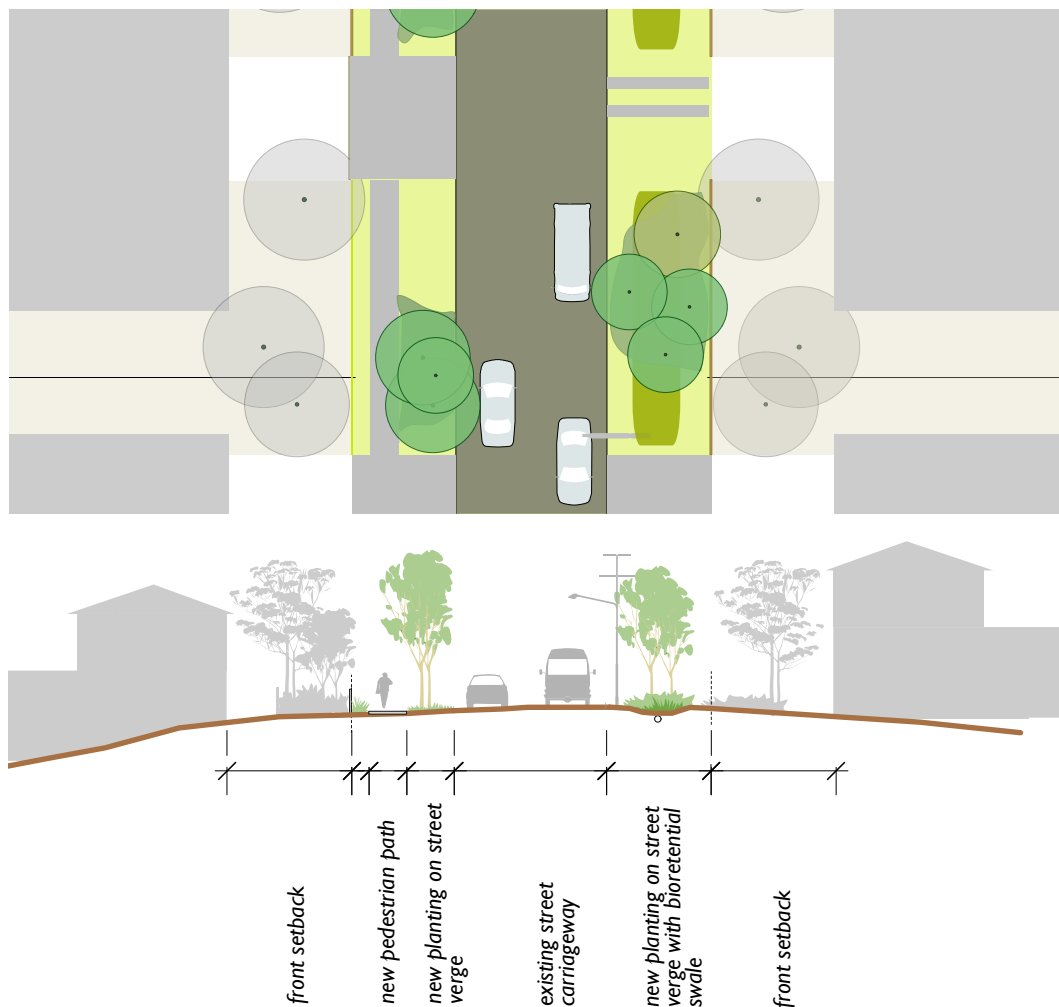 front setback
new pedestrian path
new planting on street
verge
existing street
carriageway
new planting on street
verge with bioretential
swale
front setback